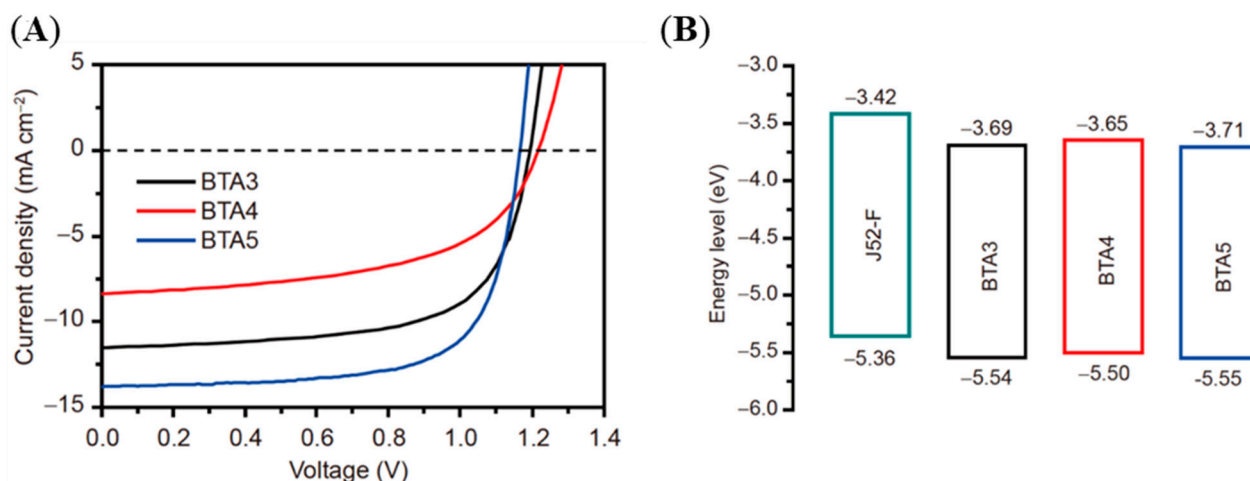 (A)
5
0
−5
−10
−15
Current density (mA cm⁻²)
BTA3
BTA4
BTA5
0.0 0.2 0.4 0.6 0.8 1.0 1.2 1.4
Voltage (V)
(B)
−3.0
−3.5
−4.0
−4.5
−5.0
−5.5
−6.0
Energy level (eV)
−3.42
J52-F
−5.36
−3.69
BTA3
−5.54
−3.65
BTA4
−5.50
−3.71
BTA5
-5.55